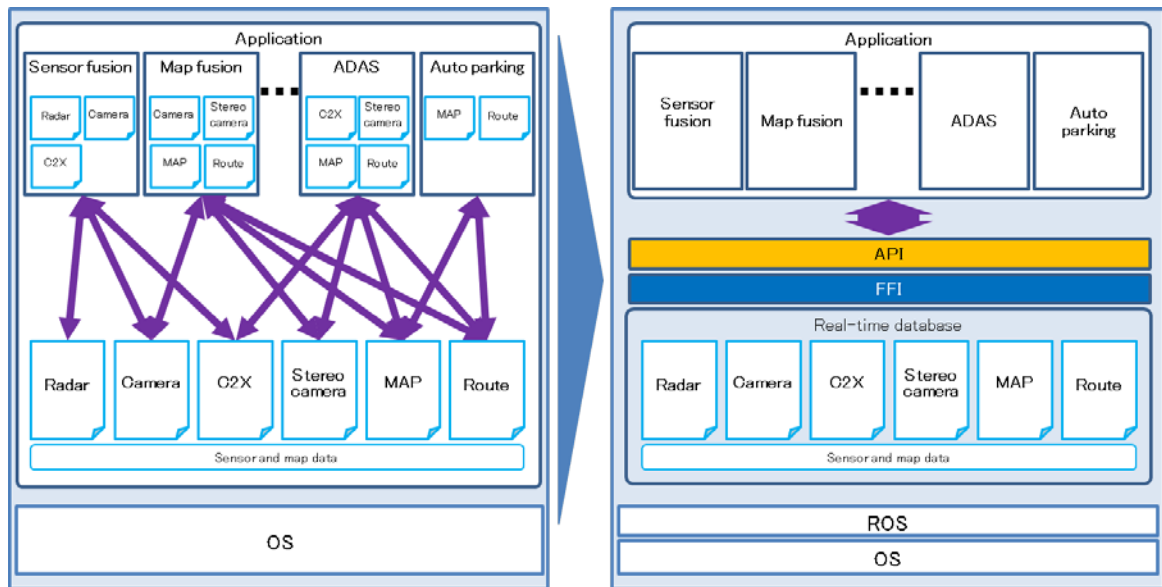 Application
Sensor fusion
Map fusion
ADAS
Auto parking
Radar
Camera
C2X
Camera
Stereo
camera
MAP
Route
C2X
Stereo
camera
MAP
Route
MAP
Route
Radar
Camera
C2X
Stereo
camera
MAP
Route
Sensor and map data
OS
Application
Sensor
fusion
Map fusion
ADAS
Auto
parking
API
FFI
Real-time database
Radar
Camera
C2X
Stereo
camera
MAP
Route
Sensor and map data
ROS
OS